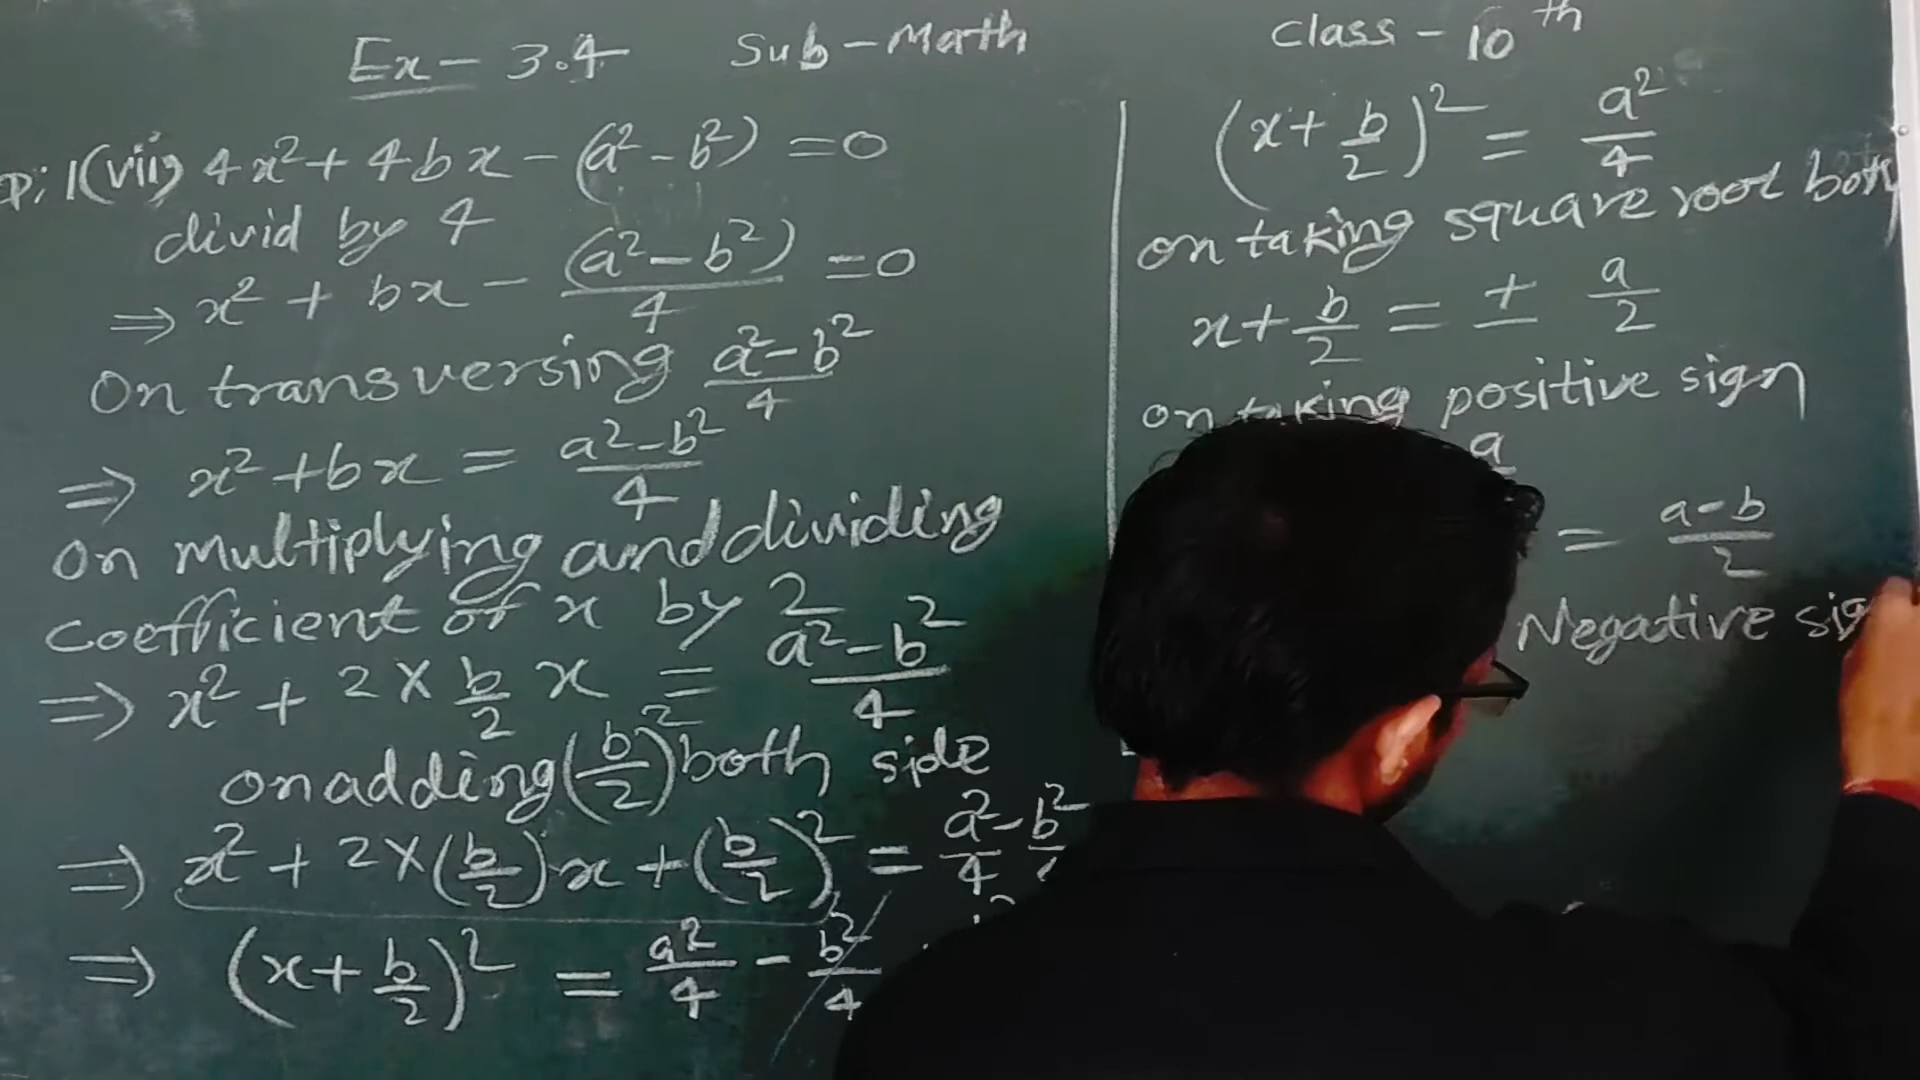 Ex - 3.4 Sub - Math Class - 10th
1(vii) 4x² + 4bx - (a² - b²) = 0
divid by 4
⇒ x² + bx - (a² - b²)/4 = 0
On transversing (a² - b²)/4
⇒ x² + bx = (a² - b²)/4
on multiplying and dividing
coefficient of x by 2
⇒ x² + 2 × b/2 x = (a² - b²)/4
on adding (b/2)² both side
⇒ x² + 2 × (b/2) x + (b/2)² = a²/4 - b²/
⇒ (x + b/2)² = a²/4 - b²/4
(x + b/2)² = a²/4
on taking square root both
x + b/2 = ± a/2
on taking positive sign
a
= (a - b)/2
Negative sig